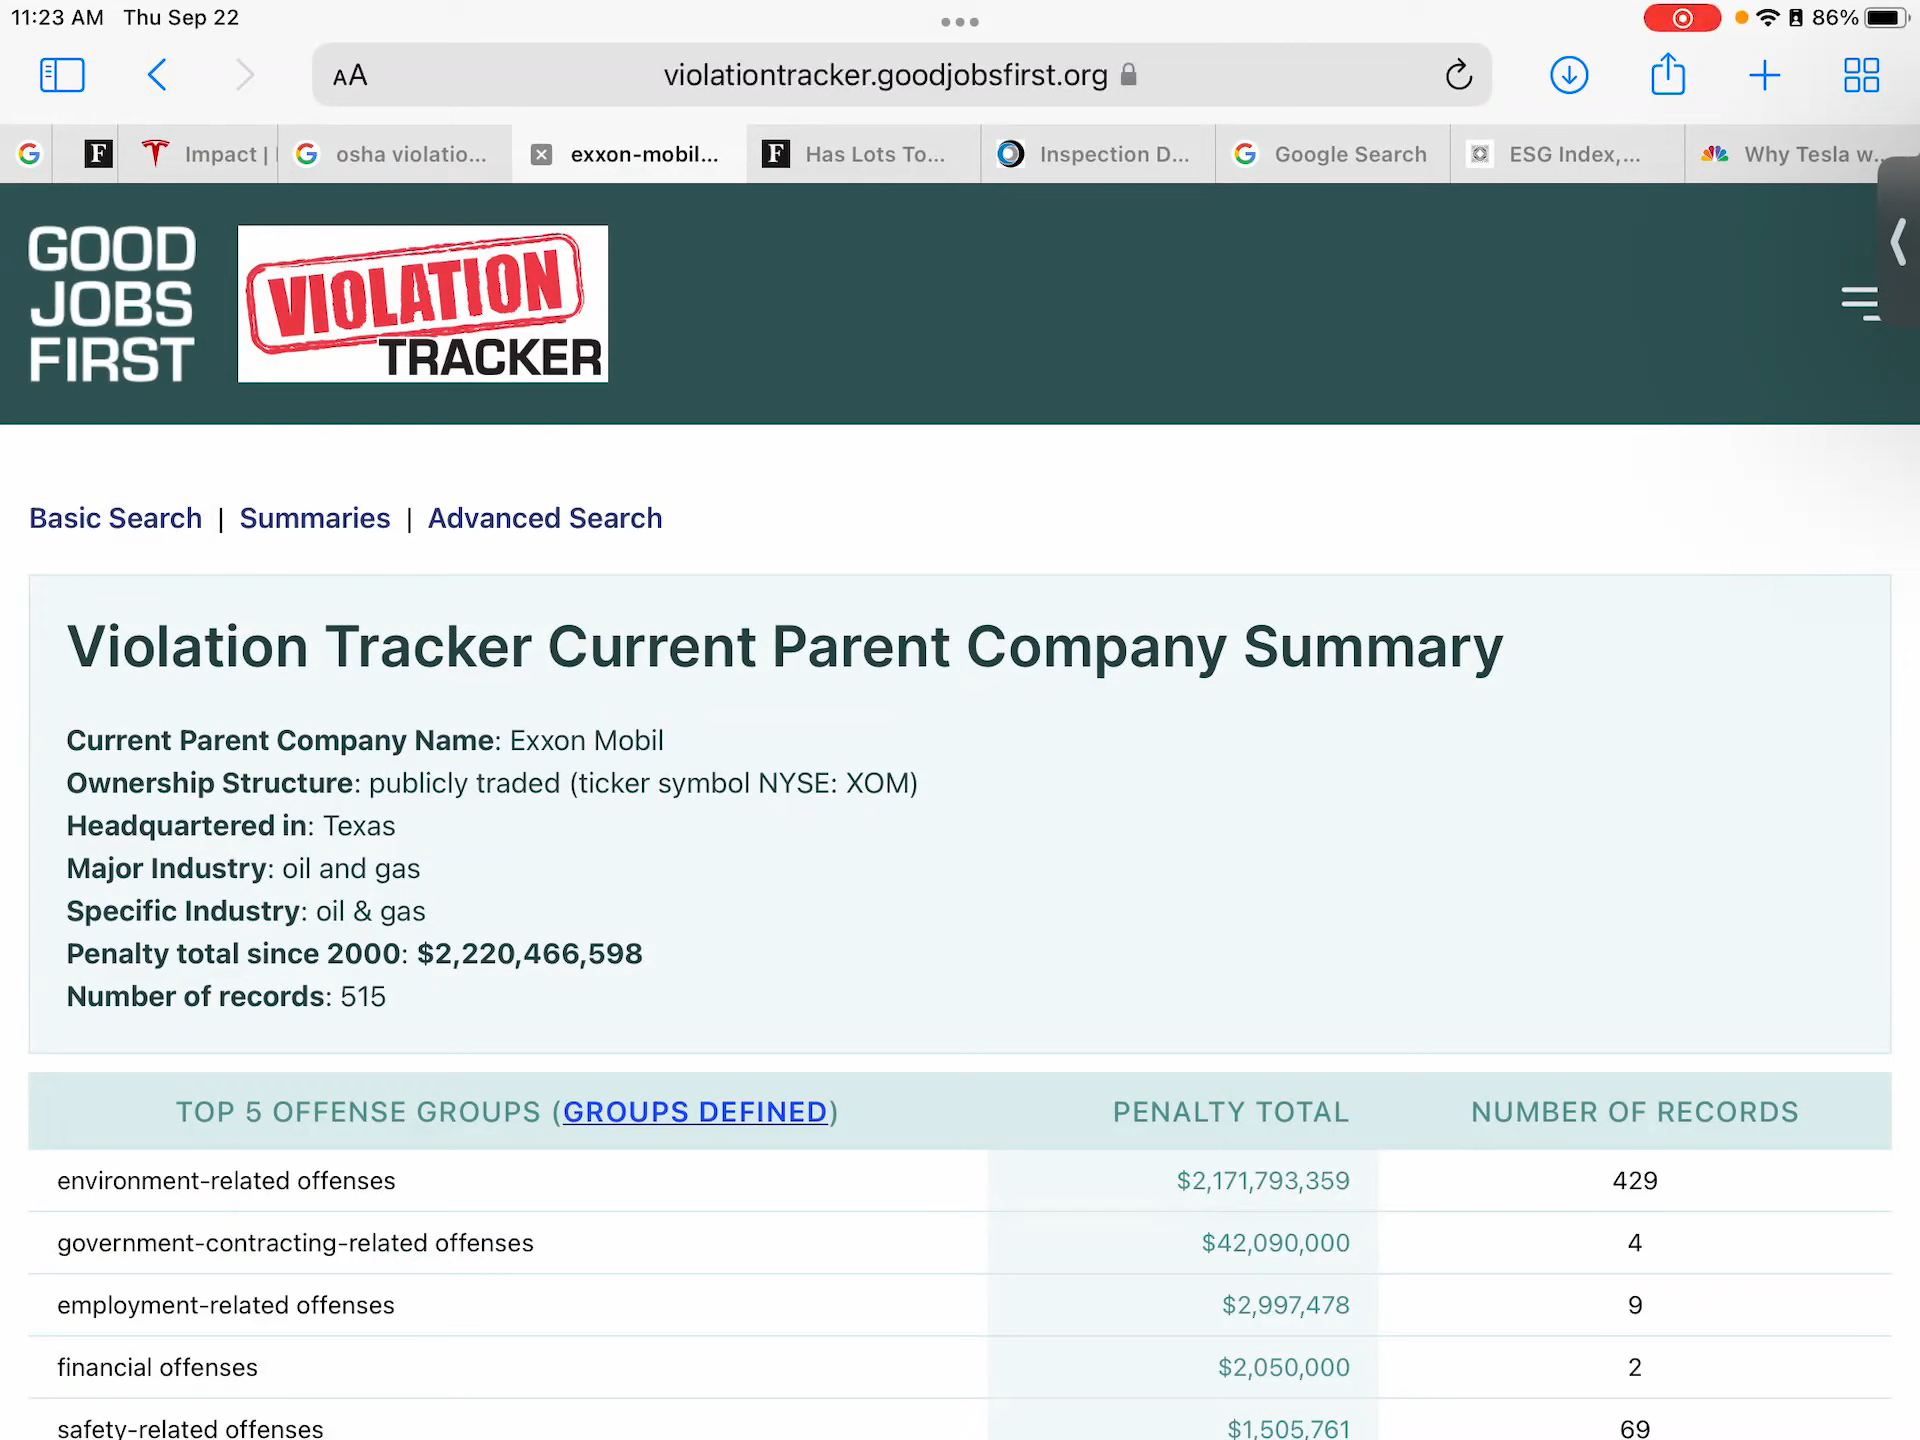 11:23 AM Thu Sep 22
86%
AA
violationtracker.goodjobsfirst.org
Impact |
osha violatio...
exxon-mobil...
Has Lots To...
Inspection D...
Google Search
ESG Index,...
Why Tesla w...
GOOD
JOBS
FIRST
VIOLATION
TRACKER
Basic Search | Summaries | Advanced Search
Violation Tracker Current Parent Company Summary
Current Parent Company Name: Exxon Mobil
Ownership Structure: publicly traded (ticker symbol NYSE: XOM)
Headquartered in: Texas
Major Industry: oil and gas
Specific Industry: oil & gas
Penalty total since 2000: $2,220,466,598
Number of records: 515
TOP 5 OFFENSE GROUPS (GROUPS DEFINED) PENALTY TOTAL NUMBER OF RECORDS
environment-related offenses $2,171,793,359 429
government-contracting-related offenses $42,090,000 4
employment-related offenses $2,997,478 9
financial offenses $2,050,000 2
safety-related offenses $1,505,761 69